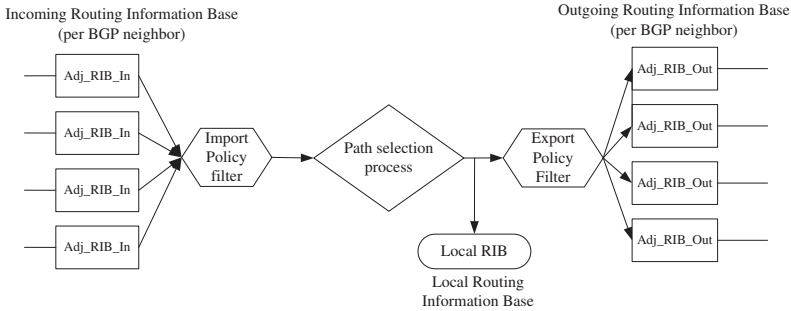 Incoming Routing Information Base
(per BGP neighbor)
Outgoing Routing Information Base
(per BGP neighbor)
Adj_RIB_In
Adj_RIB_In
Adj_RIB_In
Adj_RIB_In
Import
Policy
filter
Path selection
process
Export
Policy
Filter
Adj_RIB_Out
Adj_RIB_Out
Adj_RIB_Out
Adj_RIB_Out
Local RIB
Local Routing
Information Base